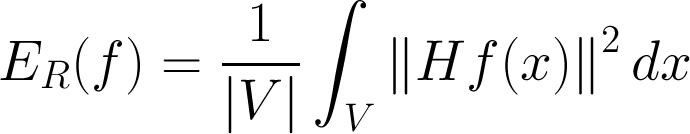 E_R(f) = \frac{1}{|V|} \int_V \|Hf(x)\|^2 \, dx